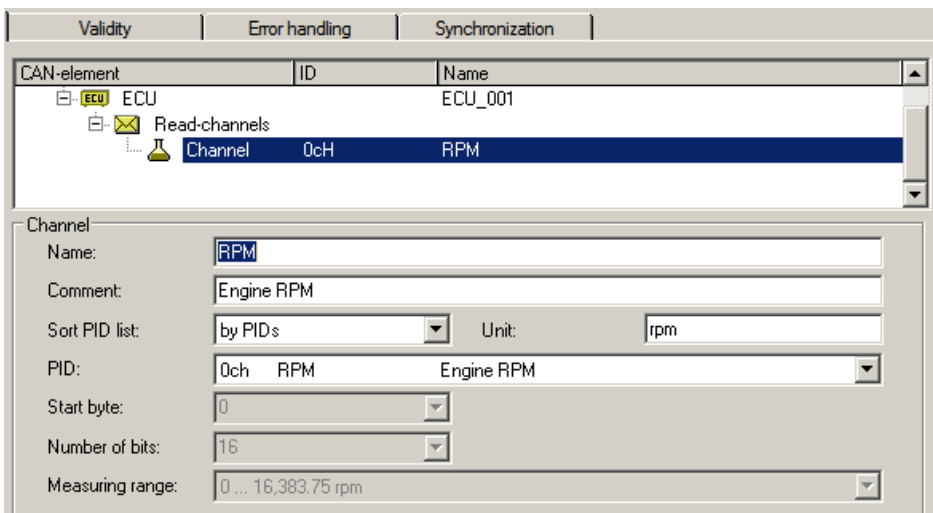 Validity Error handling Synchronization
CAN-element ID Name
ECU ECU ECU_001
Read-channels
Channel 0cH RPM
Channel
Name: RPM
Comment: Engine RPM
Sort PID list: by PIDs Unit: rpm
PID: 0ch RPM Engine RPM
Start byte: 0
Number of bits: 16
Measuring range: 0 ... 16,383.75 rpm